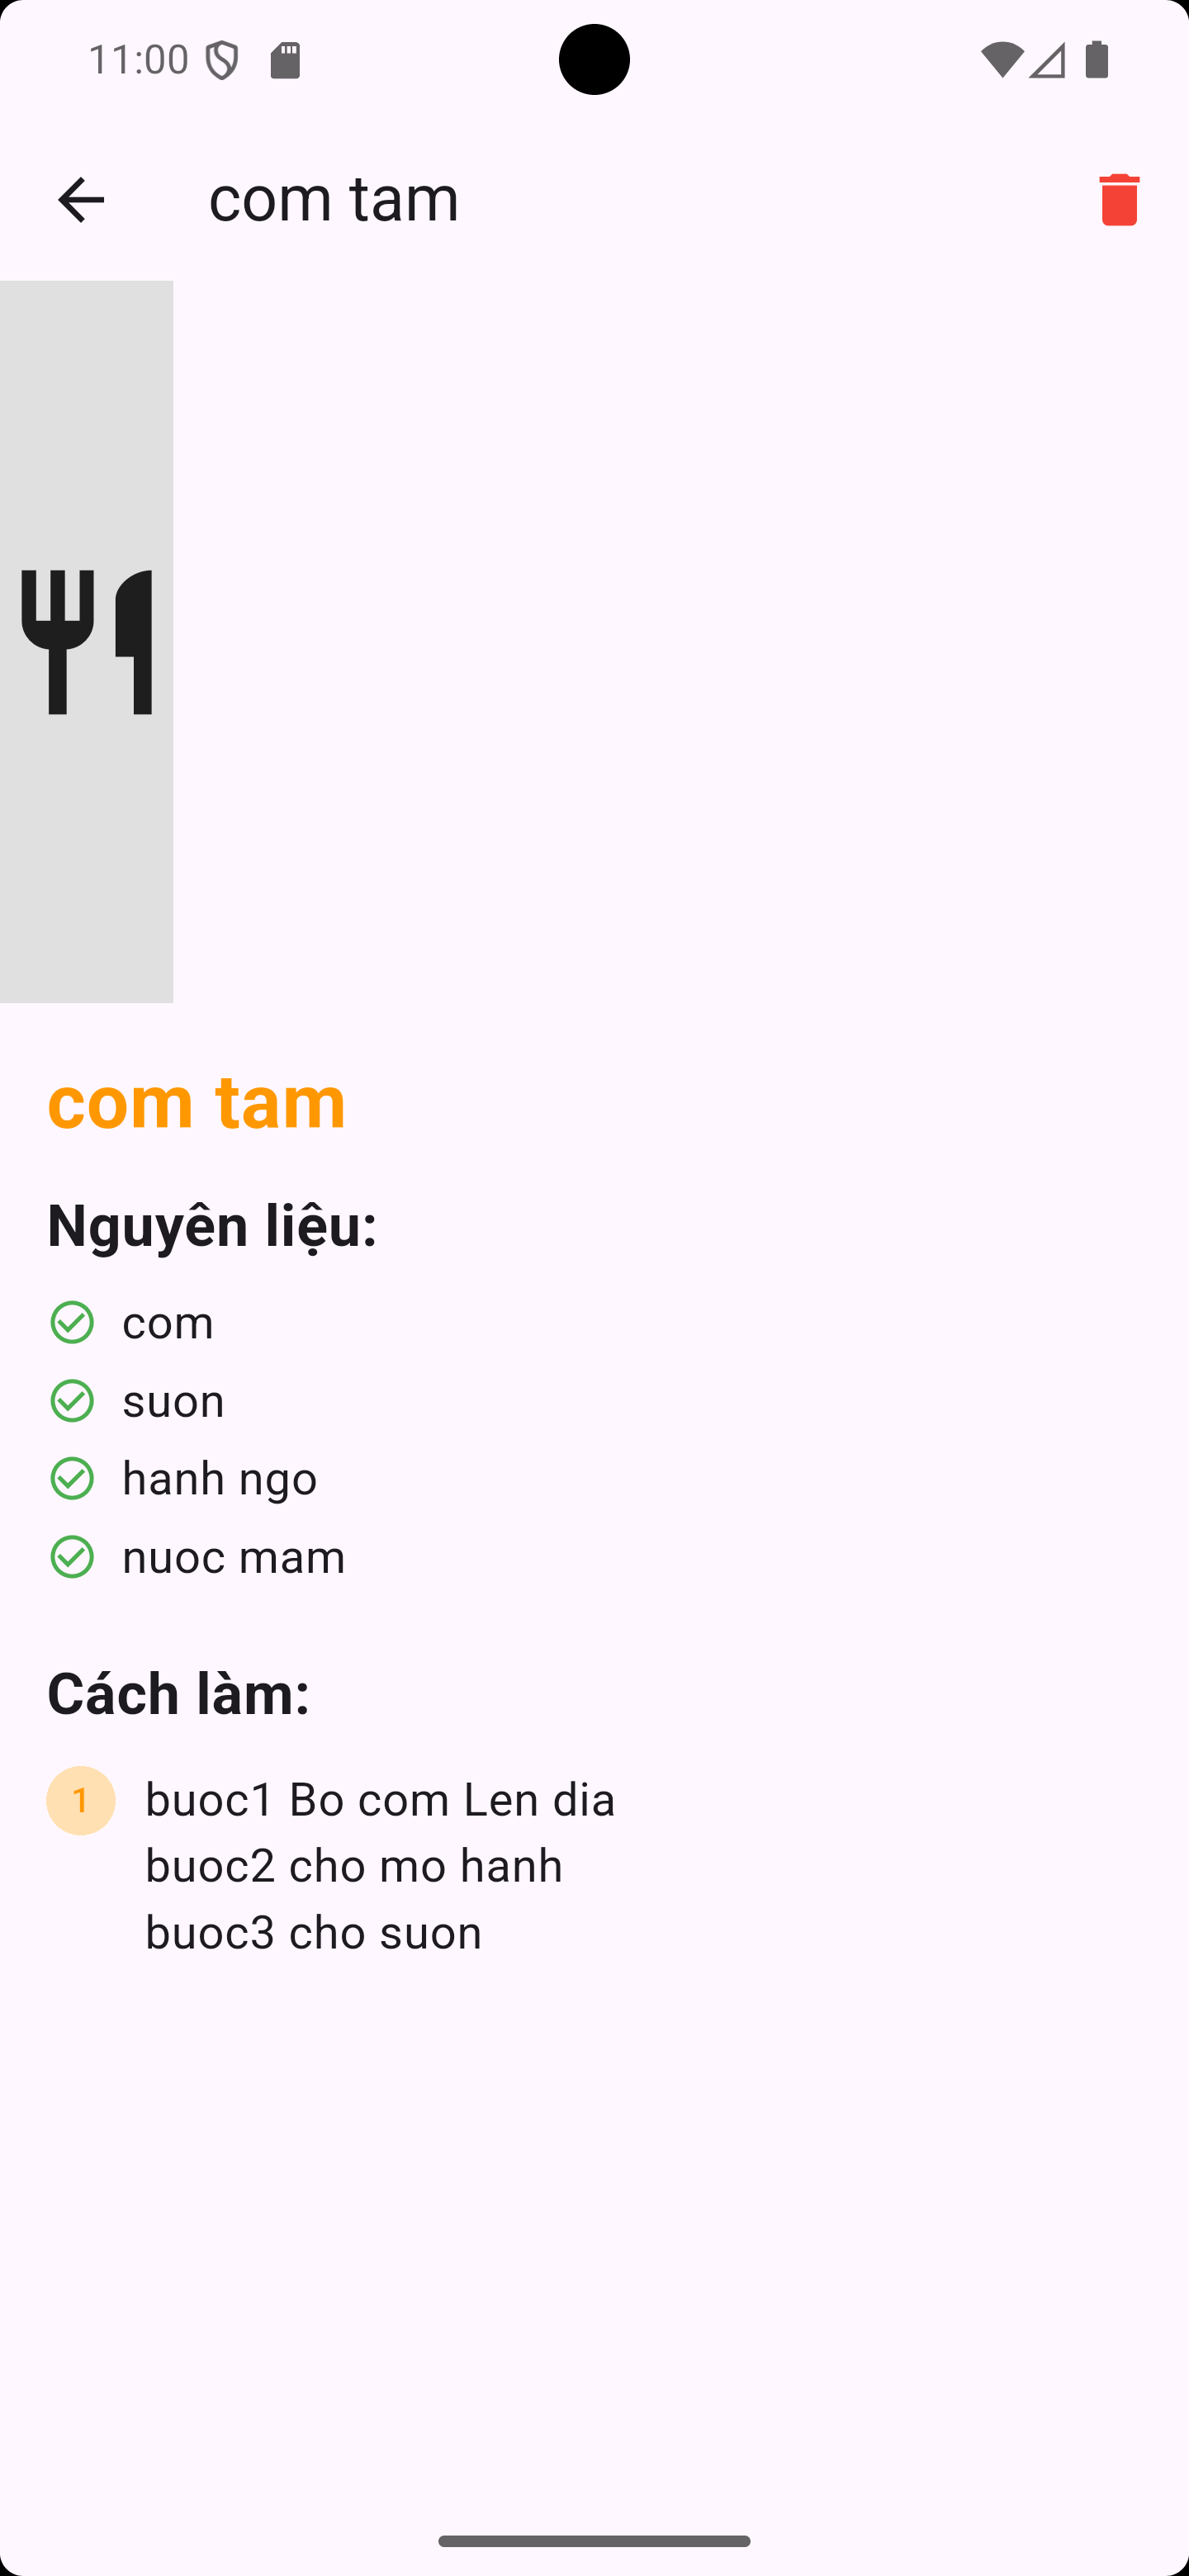 11:00
com tam
com tam
Nguyên liệu:
com
suon
hanh ngo
nuoc mam
Cách làm:
1 buoc1 Bo com Len dia
buoc2 cho mo hanh
buoc3 cho suon